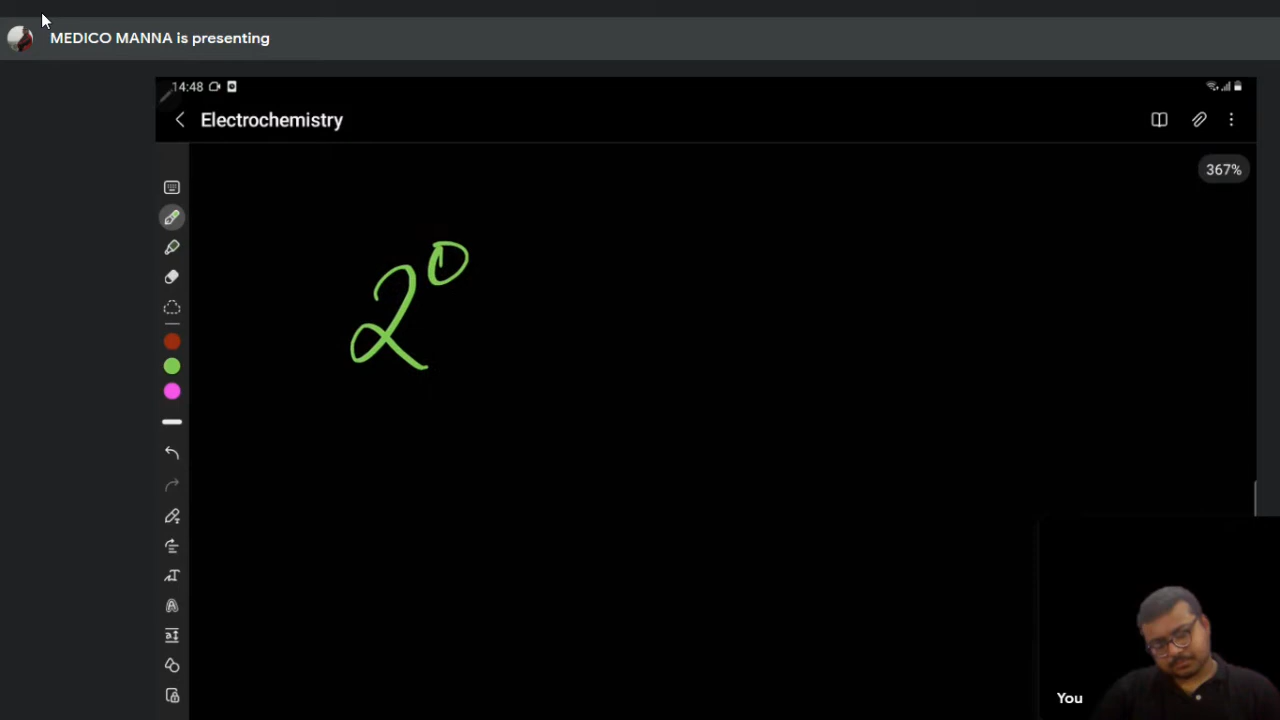 MEDICO MANNA is presenting
14:48
Electrochemistry
367%
2⁰
You